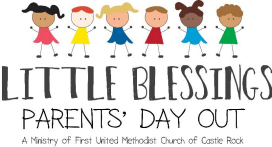 LITTLE BLESSINGS
PARENTS' DAY OUT
A Ministry of First United Methodist Church of Castle Rock